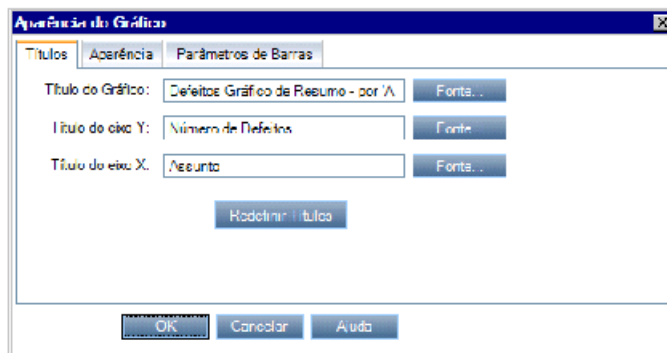 Aparência do Gráfico
Títulos Aparência Parâmetros de Barras
Título do Gráfico: Defeitos Gráfico de Resumo - por 'A Fonte...
Título do eixo Y: Número de Defeitos Fonte...
Título do eixo X: Assunto Fonte...
Redefinir Títulos
OK Cancelar Ajuda